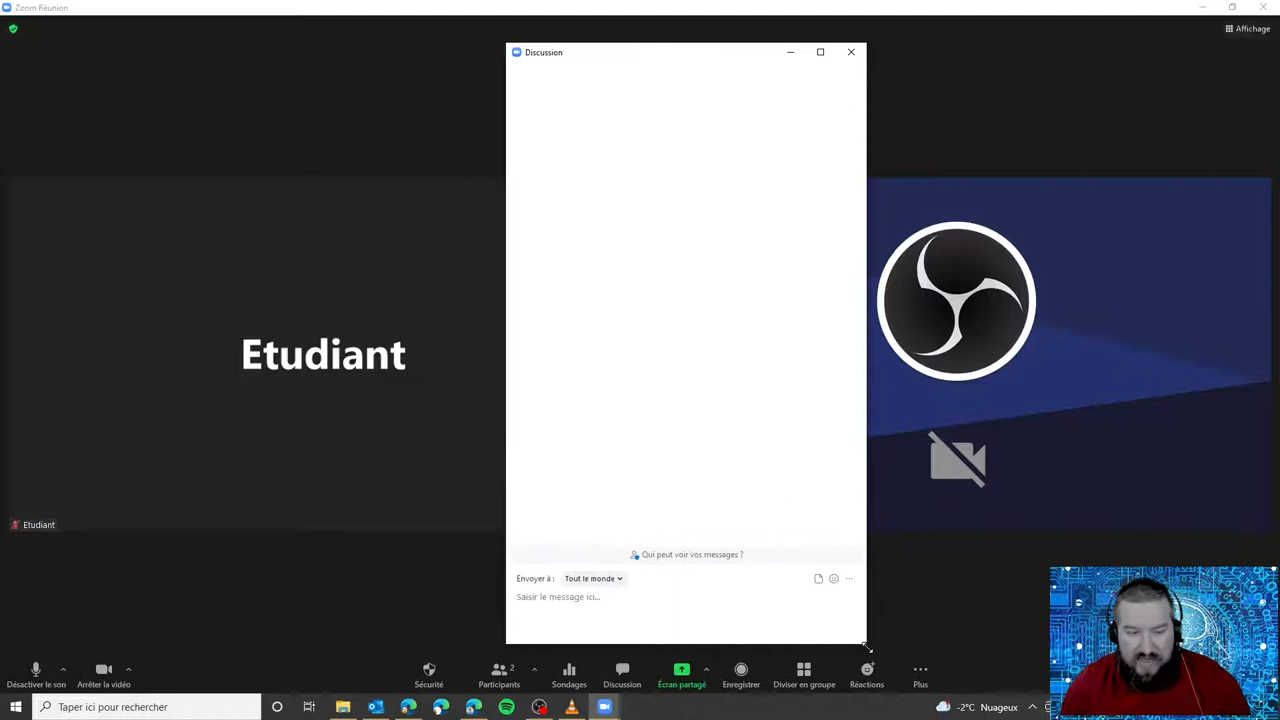 Zoom Réunion
Affichage
Discussion
Etudiant
Etudiant
Qui peut voir vos messages ?
Envoyer à : Tout le monde
Saisir le message ici...
Désactiver le son
Arrêter la vidéo
Sécurité
Participants
2
Sondages
Discussion
Écran partagé
Enregistrer
Diviser en groupe
Réactions
Plus
Taper ici pour rechercher
-2°C Nuageux